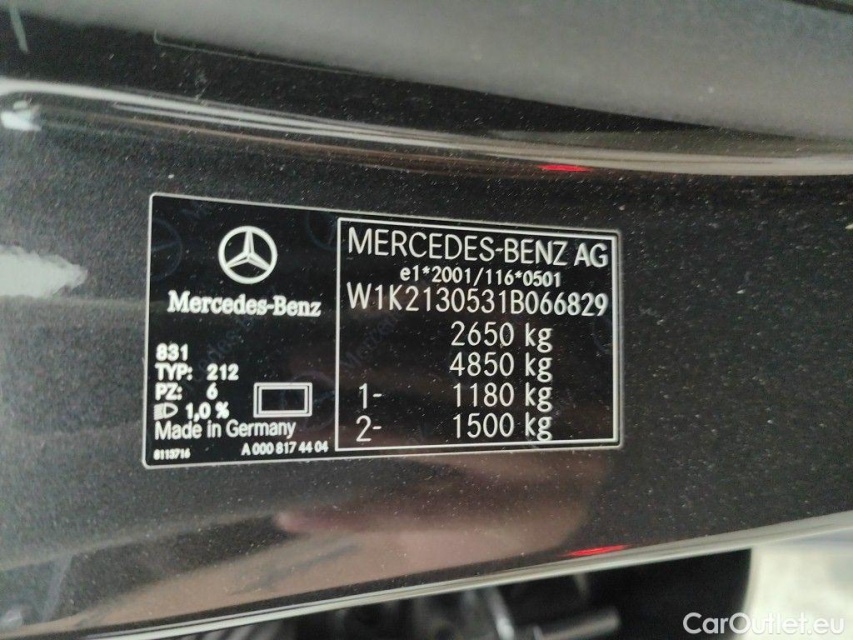 Mercedes-Benz
831
TYP: 212
PZ: 6
1,0 %
Made in Germany
8113716
A 000 817 44 04
MERCEDES-BENZ AG
e1*2001/116*0501
W1K2130531B066829
2650 kg
4850 kg
1- 1180 kg
2- 1500 kg
CarOutlet.eu